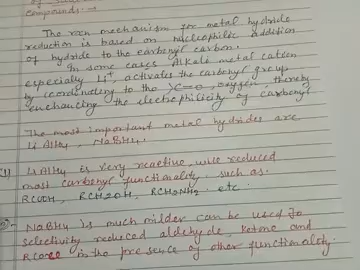 compounds:-
The main mechanism for metal hydride
reduction is based on nucleophilic addition
of hydride to the carbonyl carbon.
In some cases Alkali metal cation
especially Li+, activates the carbonyl group
by coordinating to the >C=O, oxygen thereby
enchancing the electrophilicity of carbonyl
The most important metal hydrides are
LiAlH4, NaBH4.
LiAlH4 is very reactive, will reduced
most carbonyl functionality such as.
RCOOH, RCH2OH, RCH2NH2. etc.
NaBH4 is much milder can be used to
selectivity reduced aldehyde, ketone and
in the presence of other functionality.